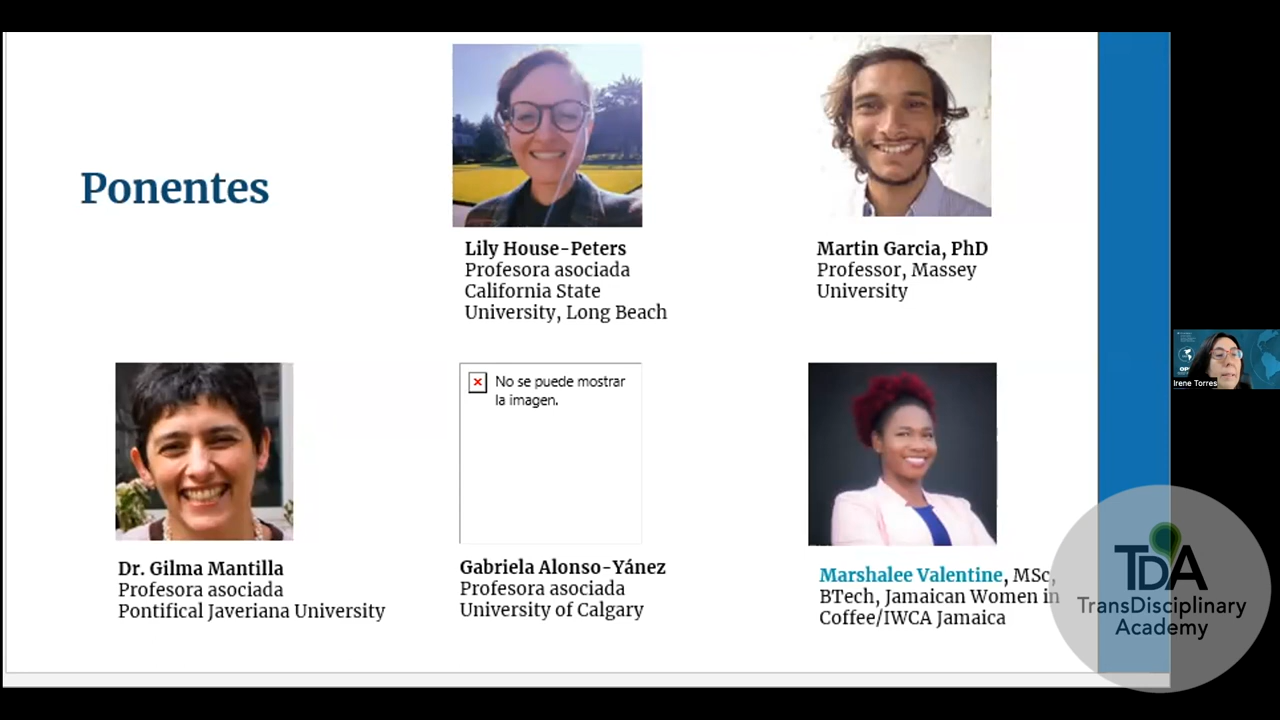 Ponentes
Lily House-Peters
Profesora asociada
California State
University, Long Beach
Martin Garcia, PhD
Professor, Massey
University
Dr. Gilma Mantilla
Profesora asociada
Pontifical Javeriana University
No se puede mostrar
la imagen.
Gabriela Alonso-Yánez
Profesora asociada
University of Calgary
Marshalee Valentine, MSc,
BTech, Jamaican Women in
Coffee/IWCA Jamaica
Irene Torres
TDA
TransDisciplinary
Academy